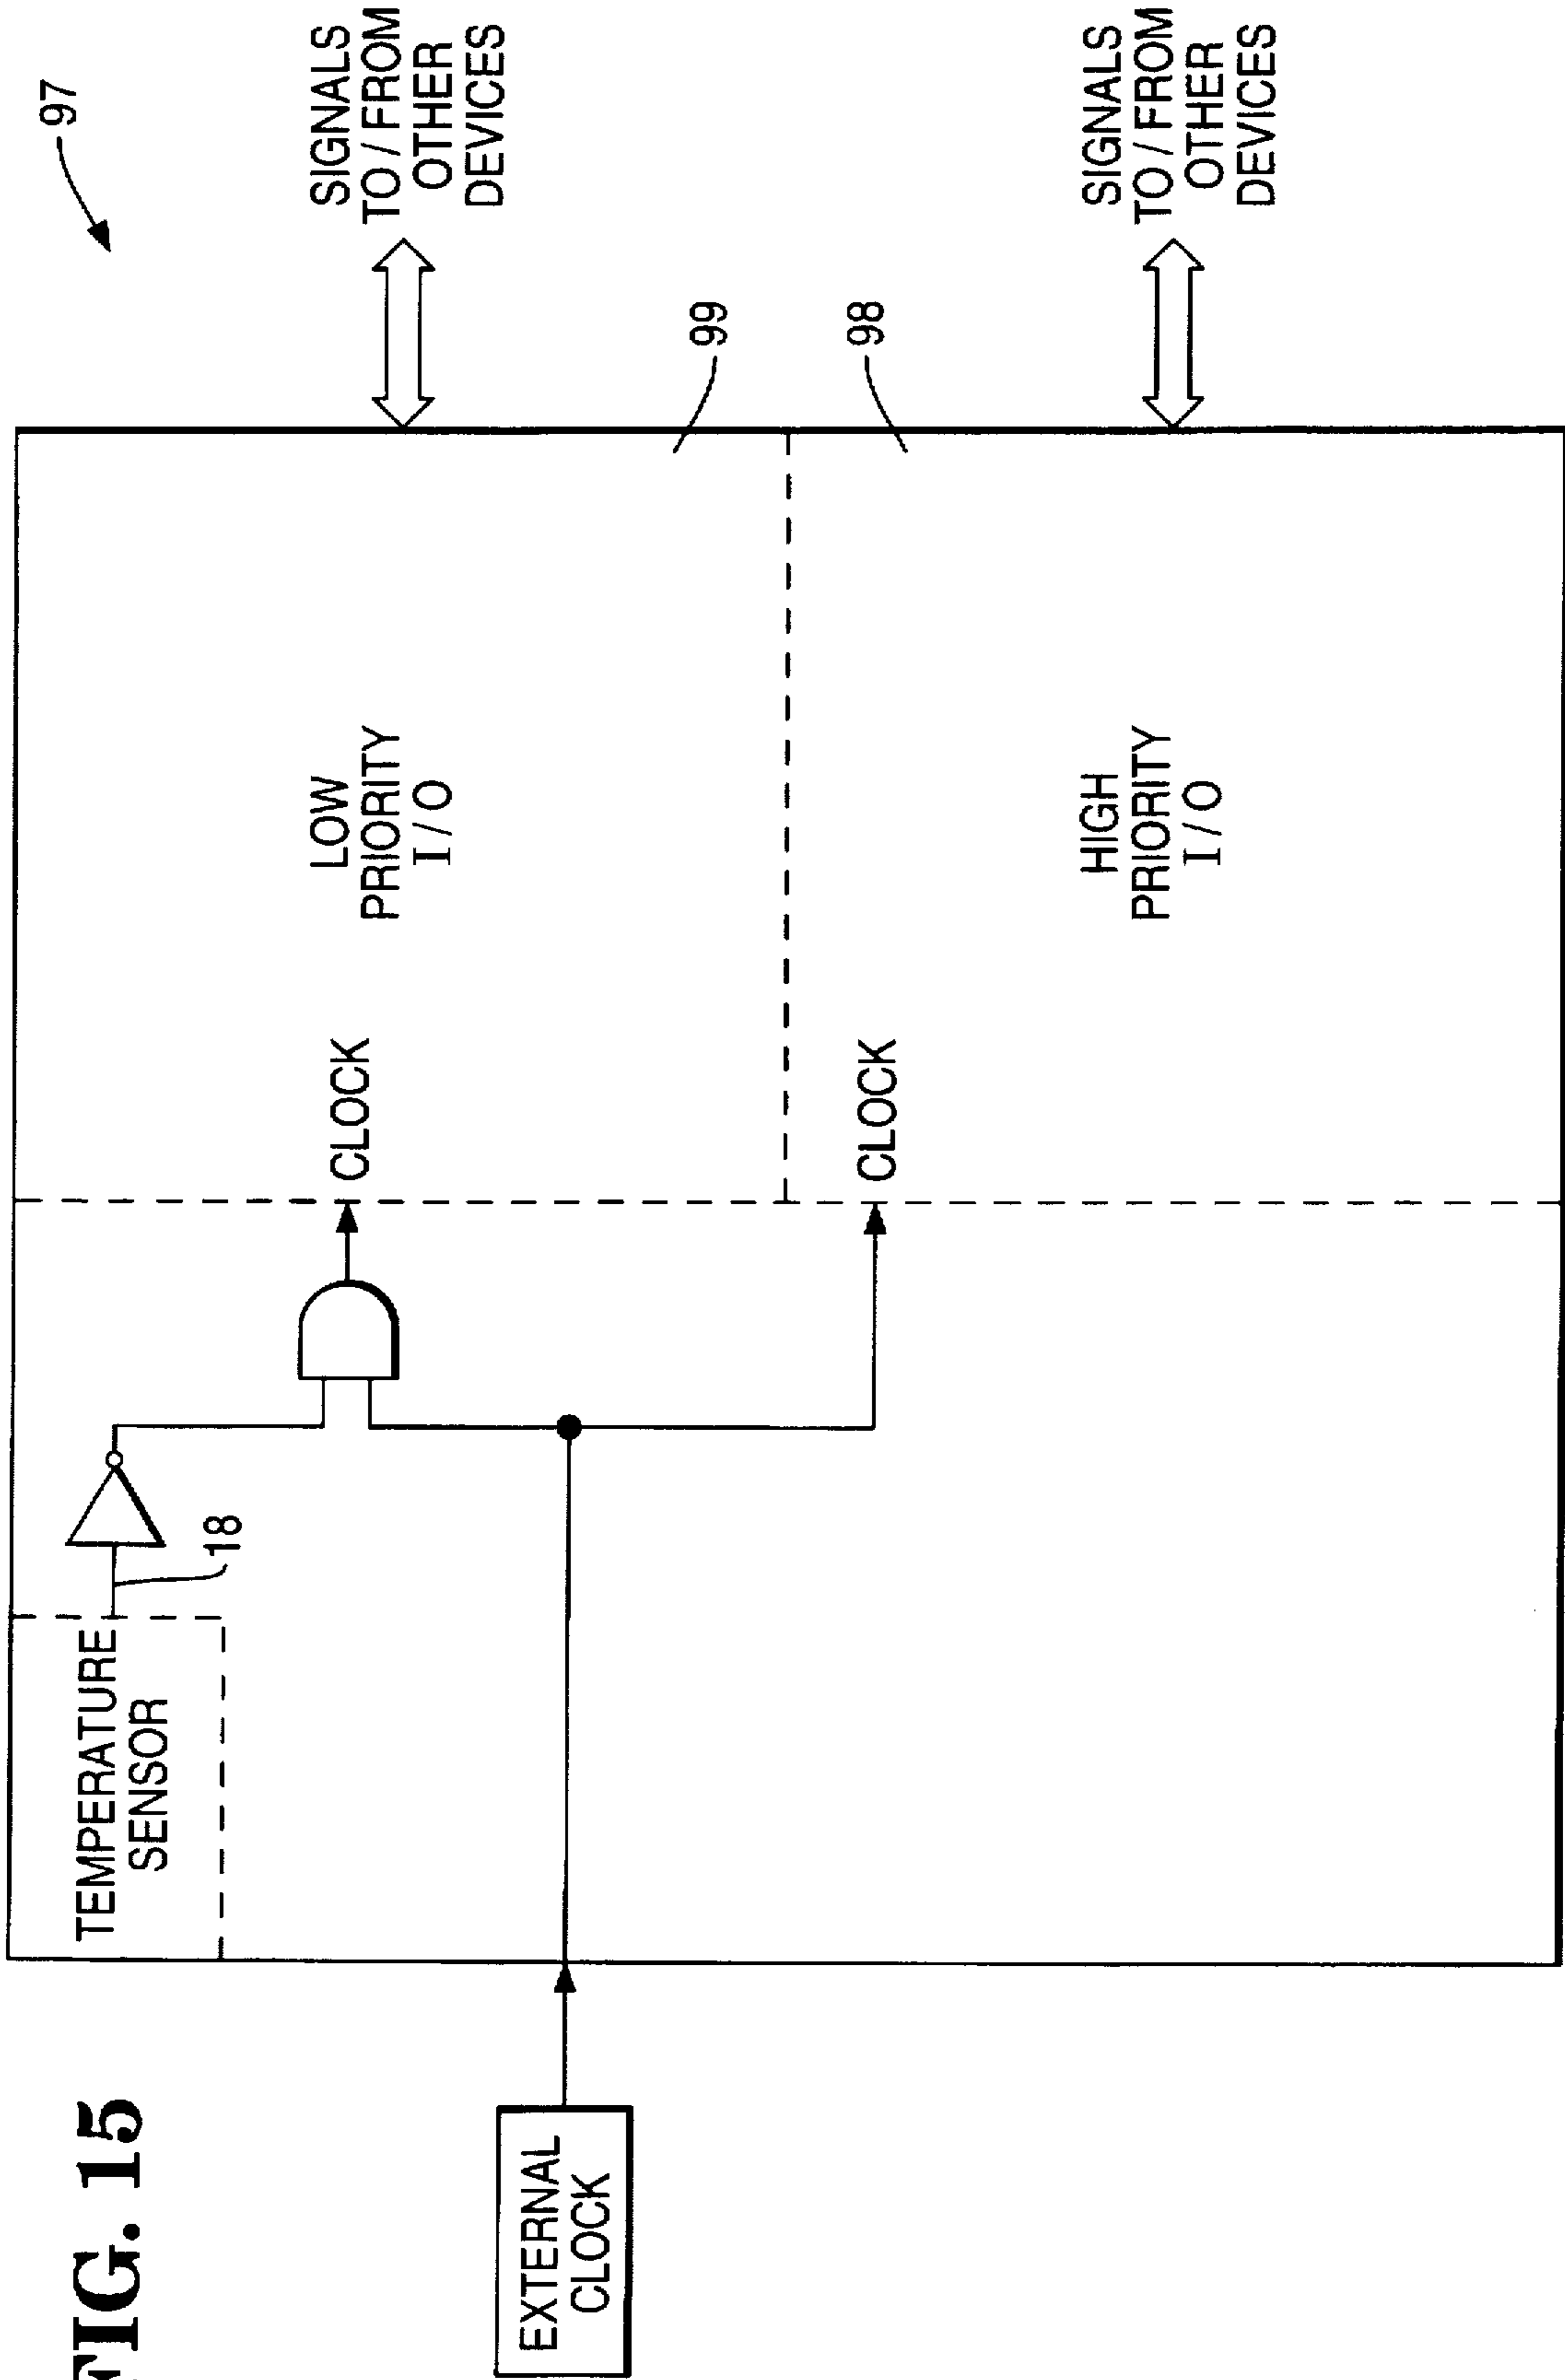 FIG. 15
97
TEMPERATURE
SENSOR
18
CLOCK
LOW
PRIORITY
I/O
SIGNALS
TO/FROM
OTHER
DEVICES
99
98
EXTERNAL
CLOCK
CLOCK
HIGH
PRIORITY
I/O
SIGNALS
TO/FROM
OTHER
DEVICES